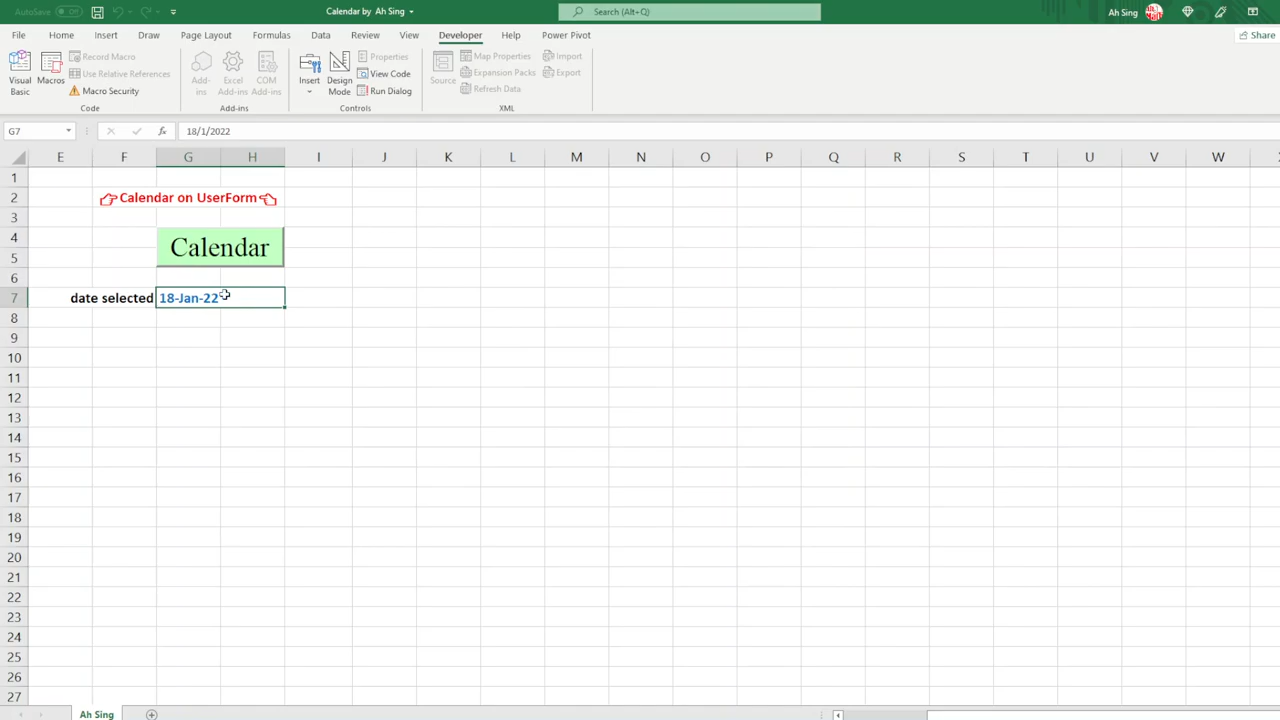 AutoSave Off Calendar by Ah Sing Search (Alt+Q) Ah Sing
File Home Insert Draw Page Layout Formulas Data Review View Developer Help Power Pivot Share
Visual Basic
Macros
Record Macro
Use Relative References
Macro Security
Code
Add-ins
Excel Add-ins
COM Add-ins
Add-ins
Insert
Design Mode
Properties
View Code
Run Dialog
Controls
Source
Map Properties
Expansion Packs
Refresh Data
Import
Export
XML
G7 fx 18/1/2022
E F G H I J K L M N O P Q R S T U V W
1
2 Calendar on UserForm
3
4 Calendar
5
6
7 date selected 18-Jan-22
8
9
10
11
12
13
14
15
16
17
18
19
20
21
22
23
24
25
26
27
Ah Sing